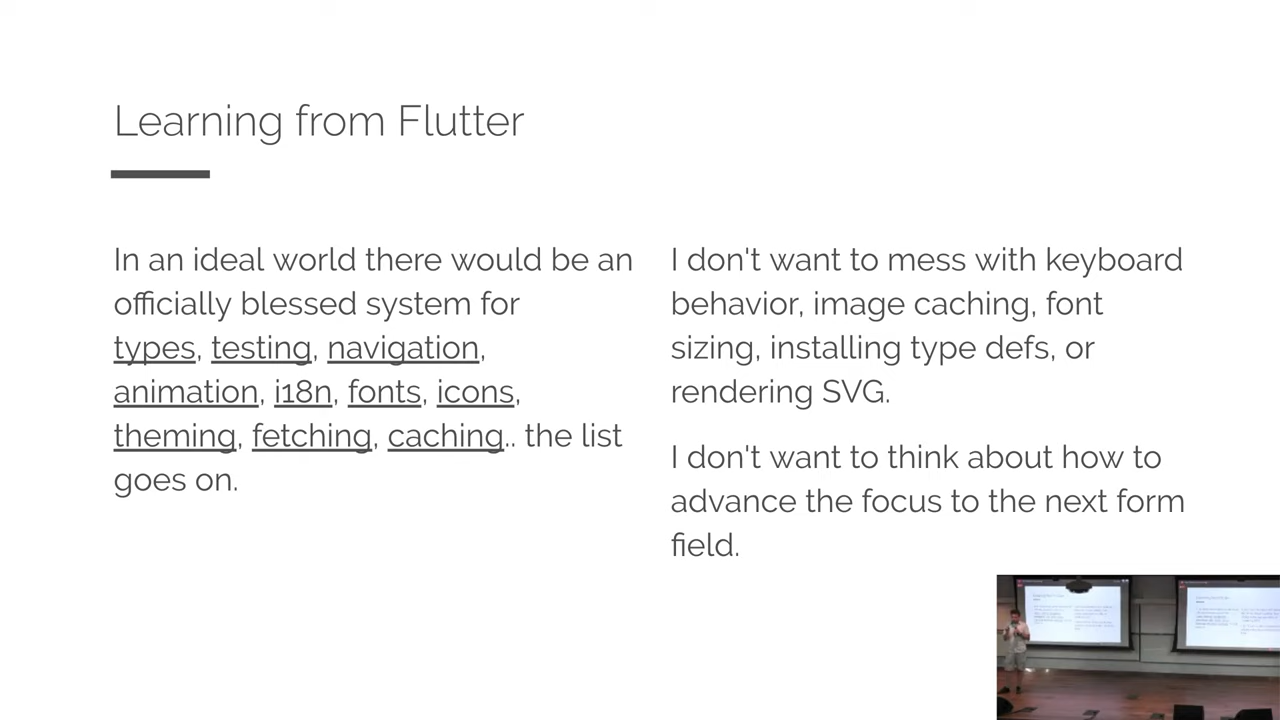 Learning from Flutter
In an ideal world there would be an
officially blessed system for
types, testing, navigation,
animation, i18n, fonts, icons,
theming, fetching, caching.. the list
goes on.
I don't want to mess with keyboard
behavior, image caching, font
sizing, installing type defs, or
rendering SVG.
I don't want to think about how to
advance the focus to the next form
field.